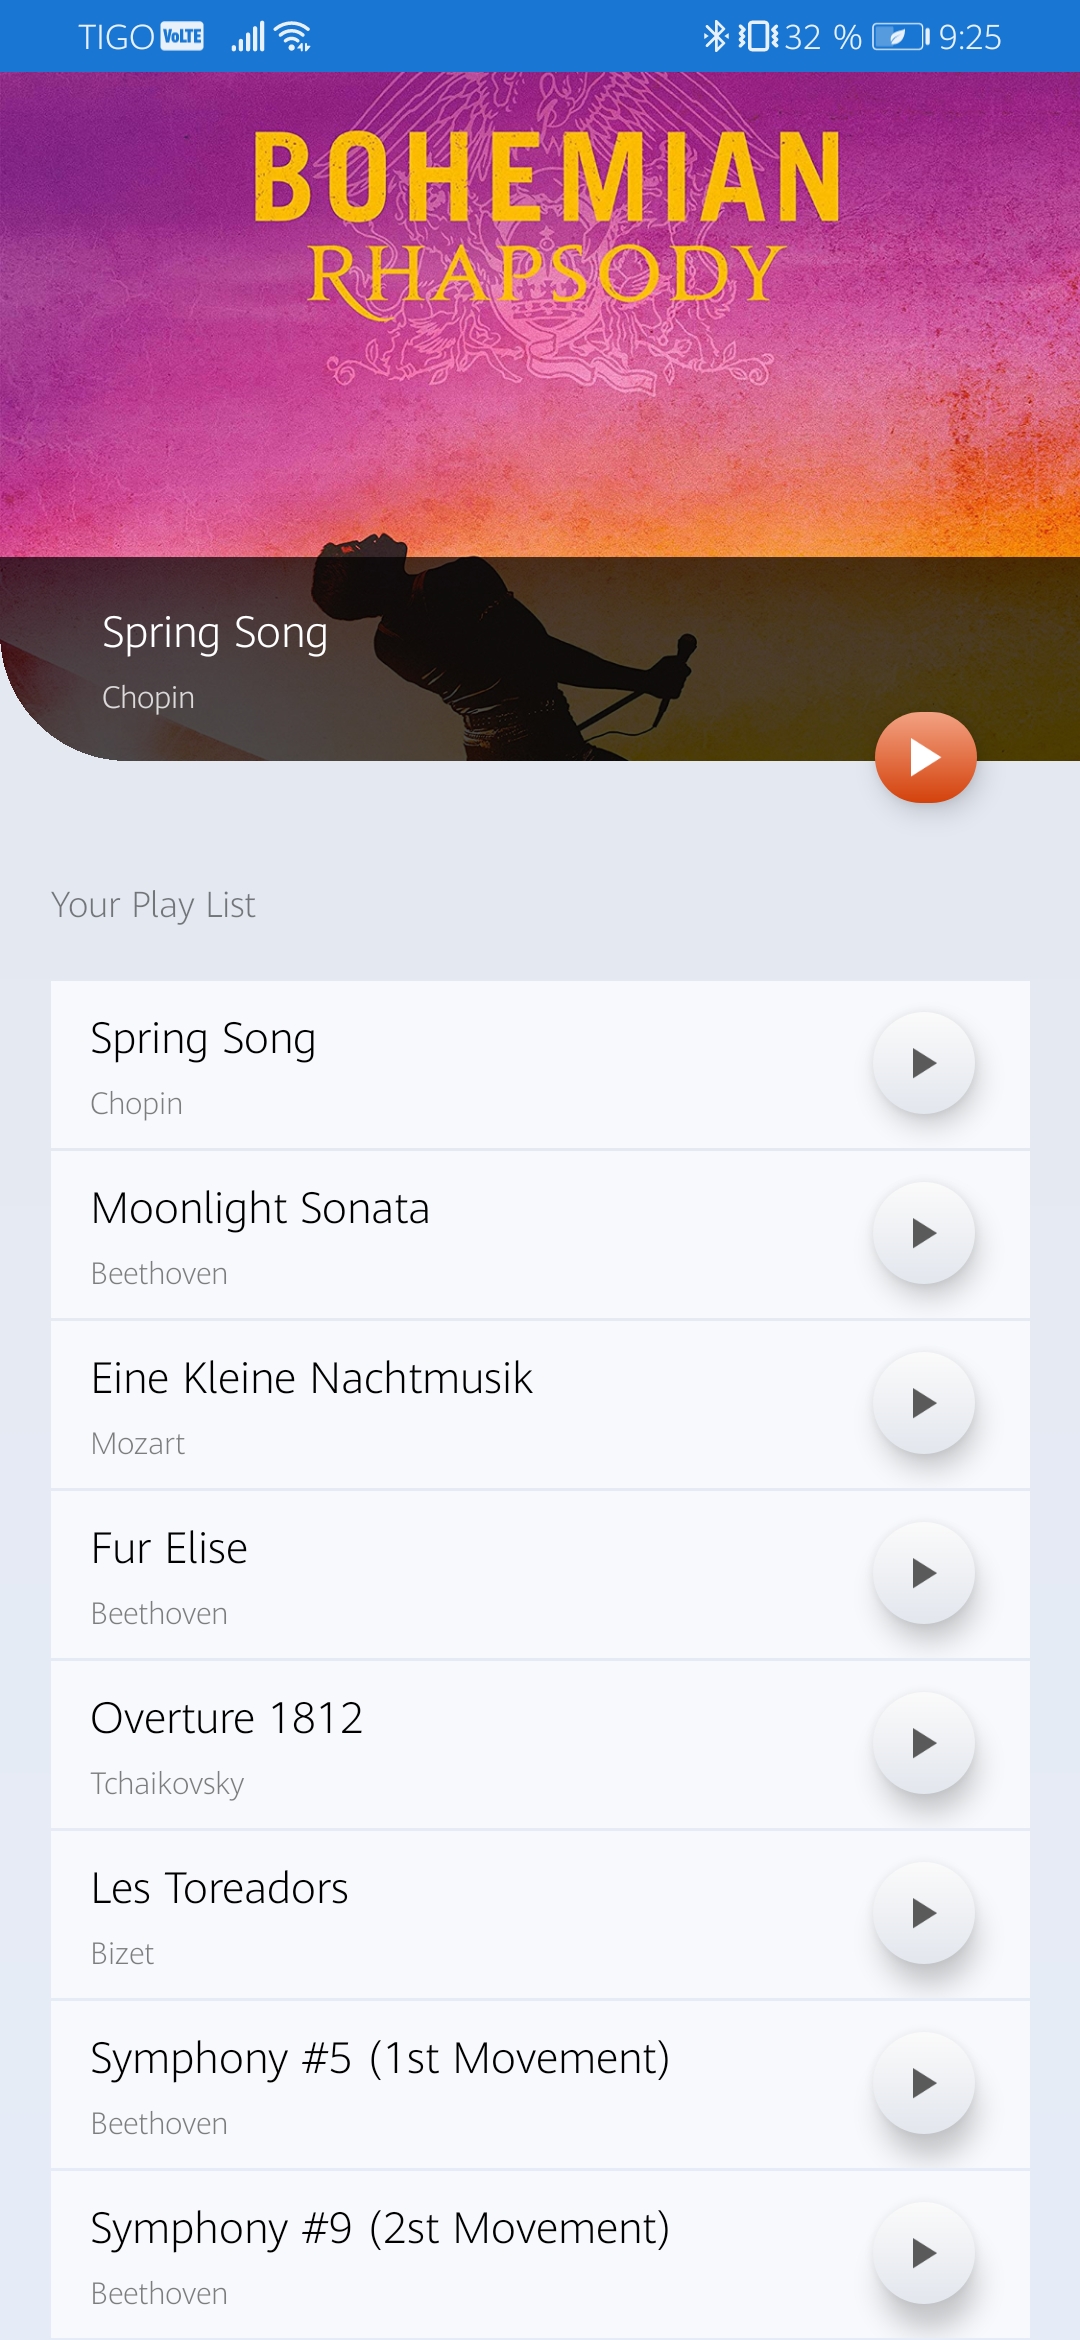 TIGO VoLTE 32 % 9:25
BOHEMIAN
RHAPSODY
Spring Song
Chopin
Your Play List
Spring Song
Chopin
Moonlight Sonata
Beethoven
Eine Kleine Nachtmusik
Mozart
Fur Elise
Beethoven
Overture 1812
Tchaikovsky
Les Toreadors
Bizet
Symphony #5 (1st Movement)
Beethoven
Symphony #9 (2st Movement)
Beethoven